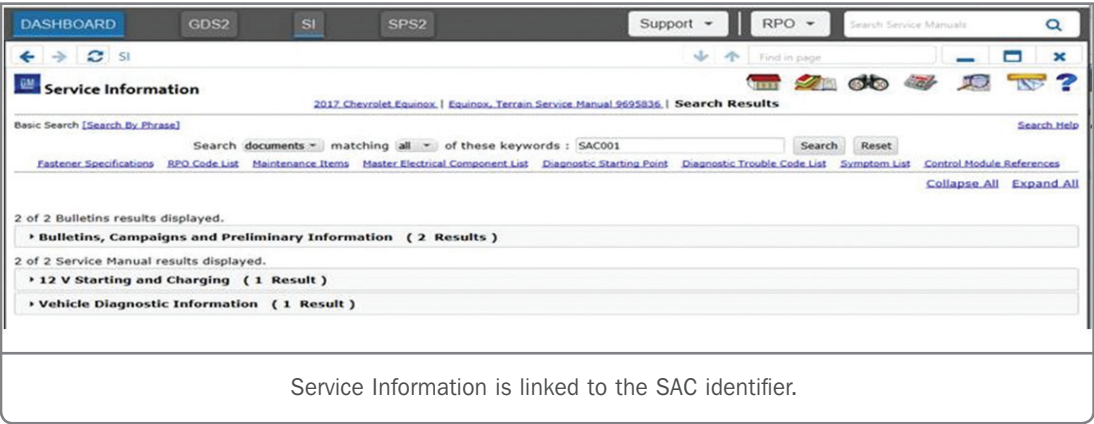 DASHBOARD GDS2 SI SPS2 Support RPO Search Service Manuals
SI Find in page
GM Service Information ?
2017 Chevrolet Equinox | Equinox, Terrain Service Manual 9695836 | Search Results
Basic Search [Search By Phrase] Search Help
Search documents matching all of these keywords : SAC001 Search Reset
Fastener Specifications RPO Code List Maintenance Items Master Electrical Component List Diagnostic Starting Point Diagnostic Trouble Code List Symptom List Control Module References
Collapse All Expand All
2 of 2 Bulletins results displayed.
Bulletins, Campaigns and Preliminary Information ( 2 Results )
2 of 2 Service Manual results displayed.
12 V Starting and Charging ( 1 Result )
Vehicle Diagnostic Information ( 1 Result )
Service Information is linked to the SAC identifier.